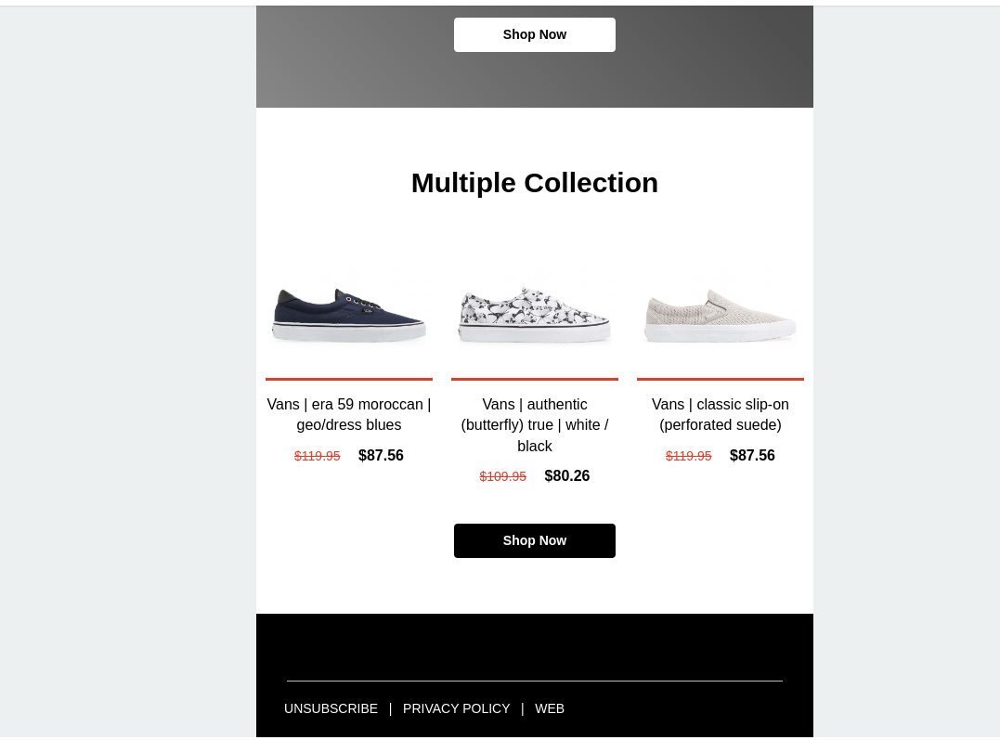 Shop Now
Multiple Collection
Vans | era 59 moroccan |
geo/dress blues
$119.95 $87.56
Vans | authentic
(butterfly) true | white /
black
$109.95 $80.26
Vans | classic slip-on
(perforated suede)
$119.95 $87.56
Shop Now
UNSUBSCRIBE | PRIVACY POLICY | WEB